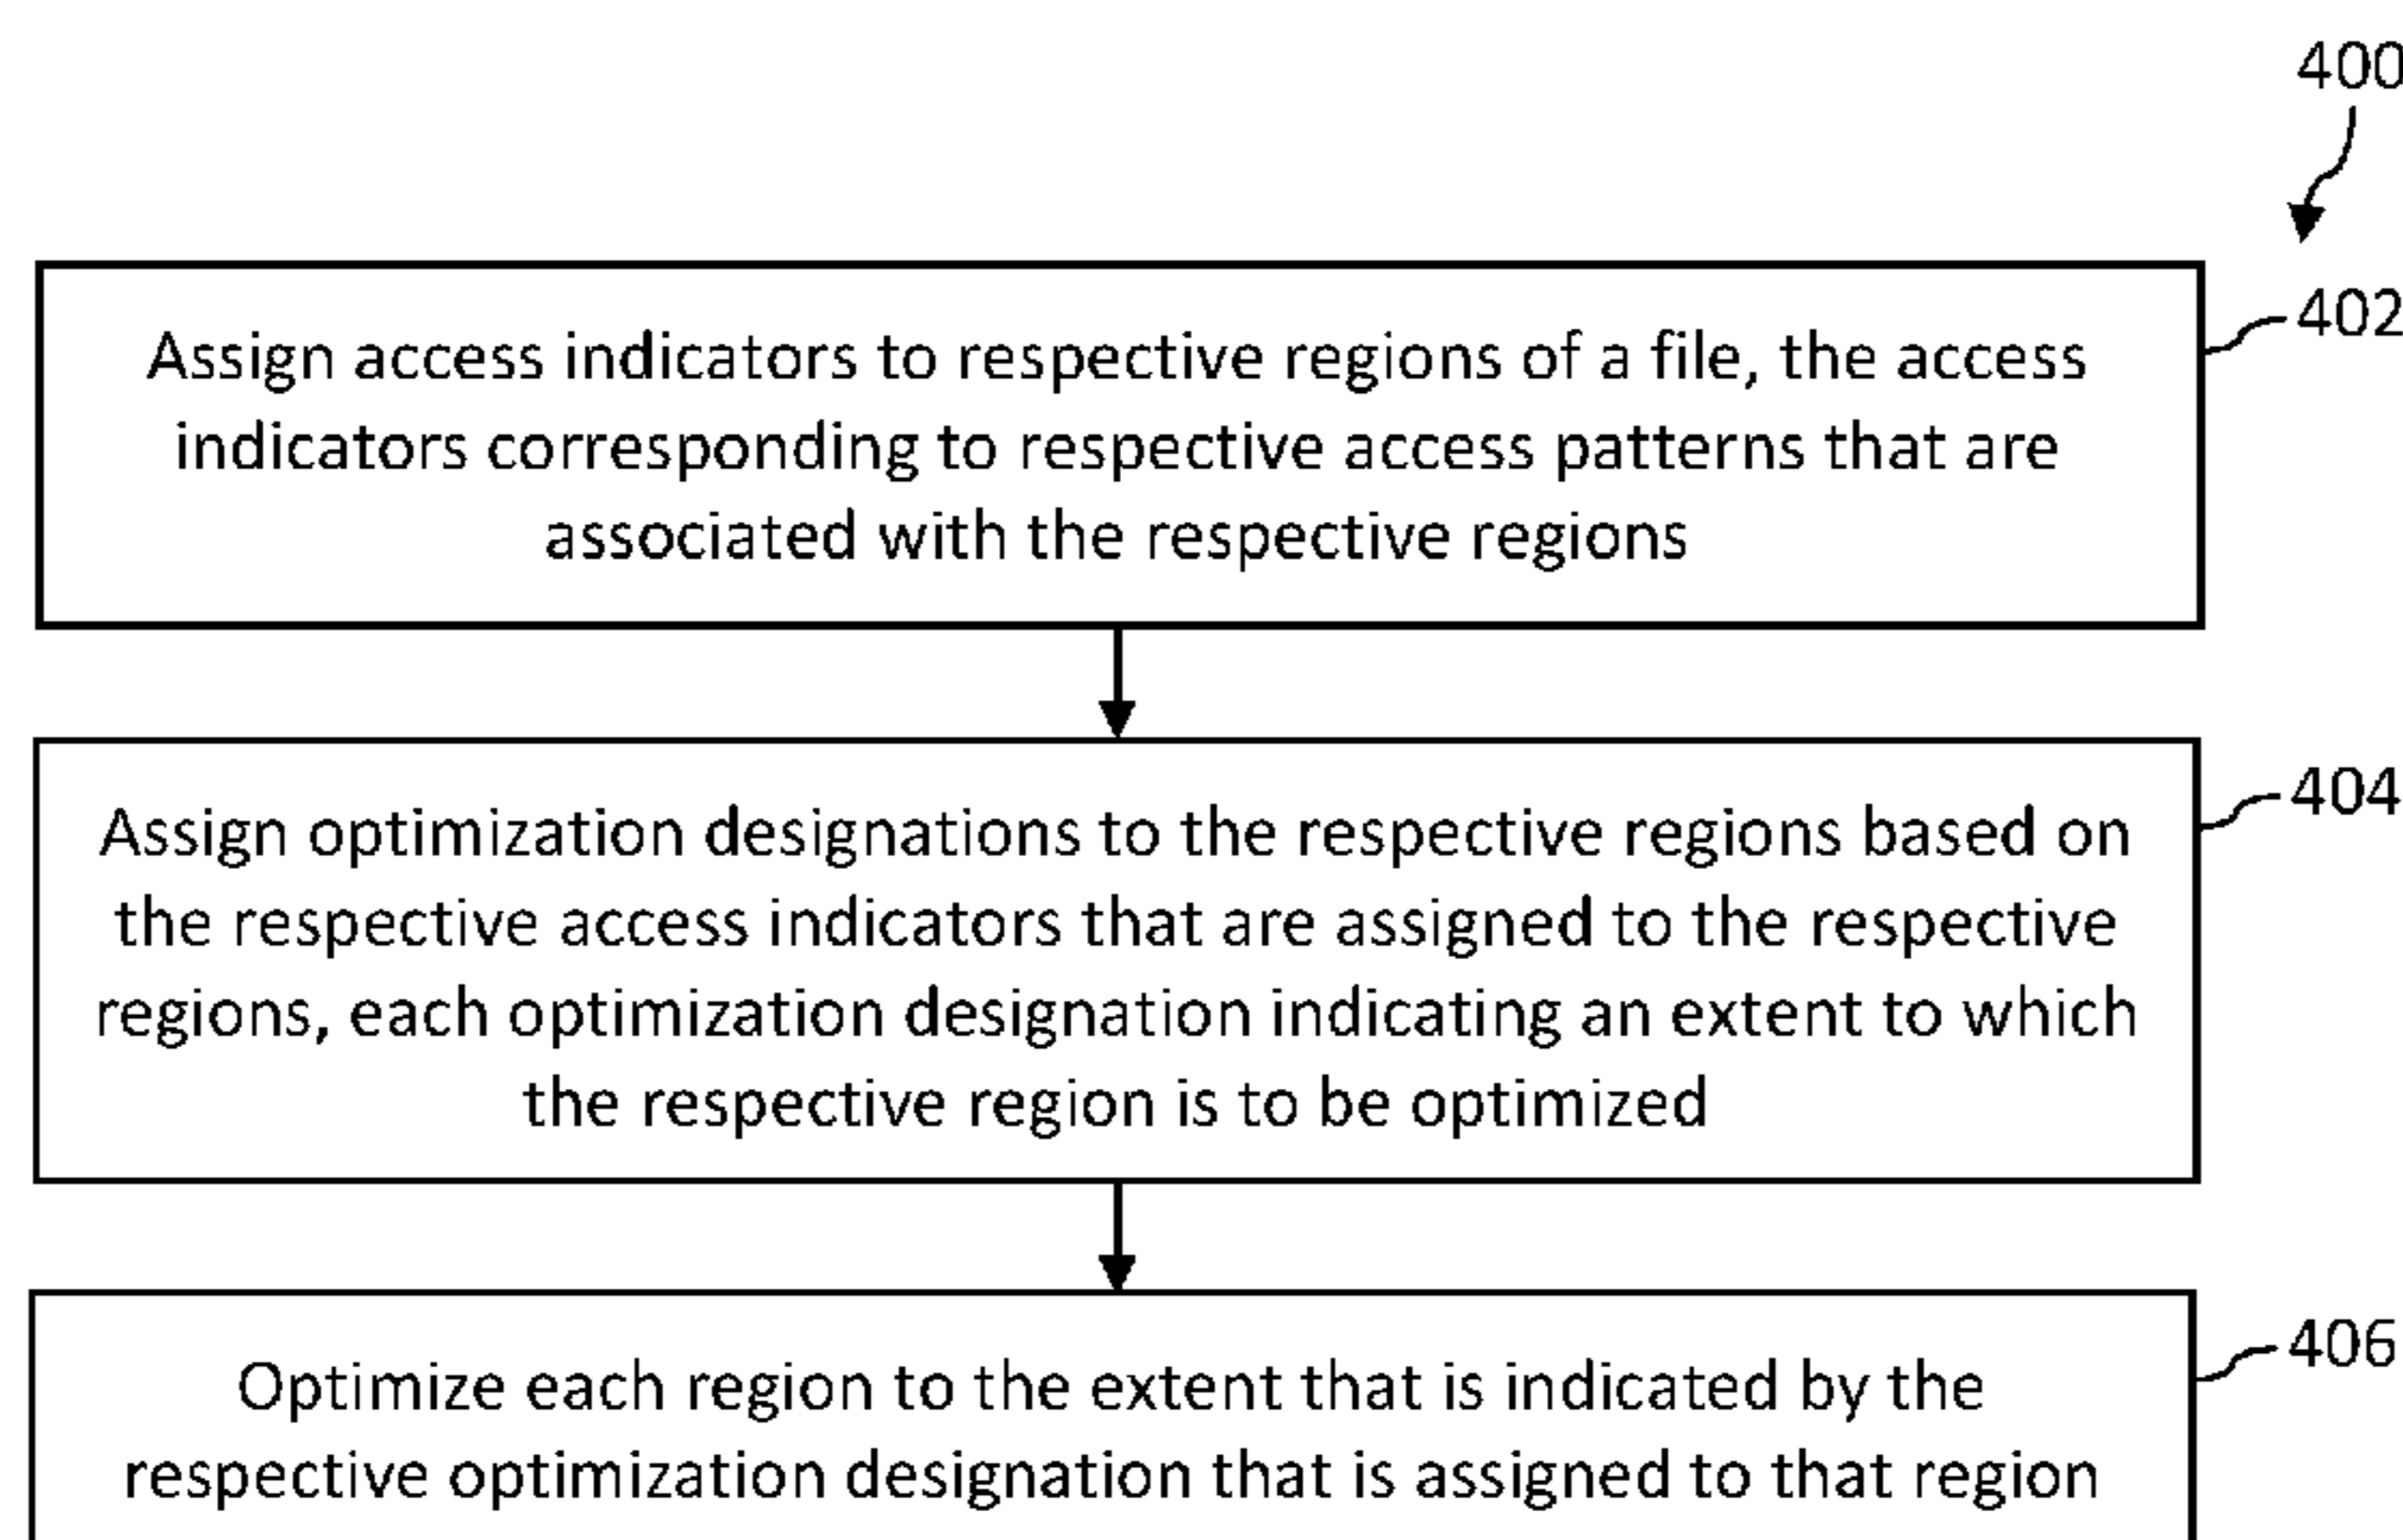 400
402
Assign access indicators to respective regions of a file, the access
indicators corresponding to respective access patterns that are
associated with the respective regions
404
Assign optimization designations to the respective regions based on
the respective access indicators that are assigned to the respective
regions, each optimization designation indicating an extent to which
the respective region is to be optimized
406
Optimize each region to the extent that is indicated by the
respective optimization designation that is assigned to that region